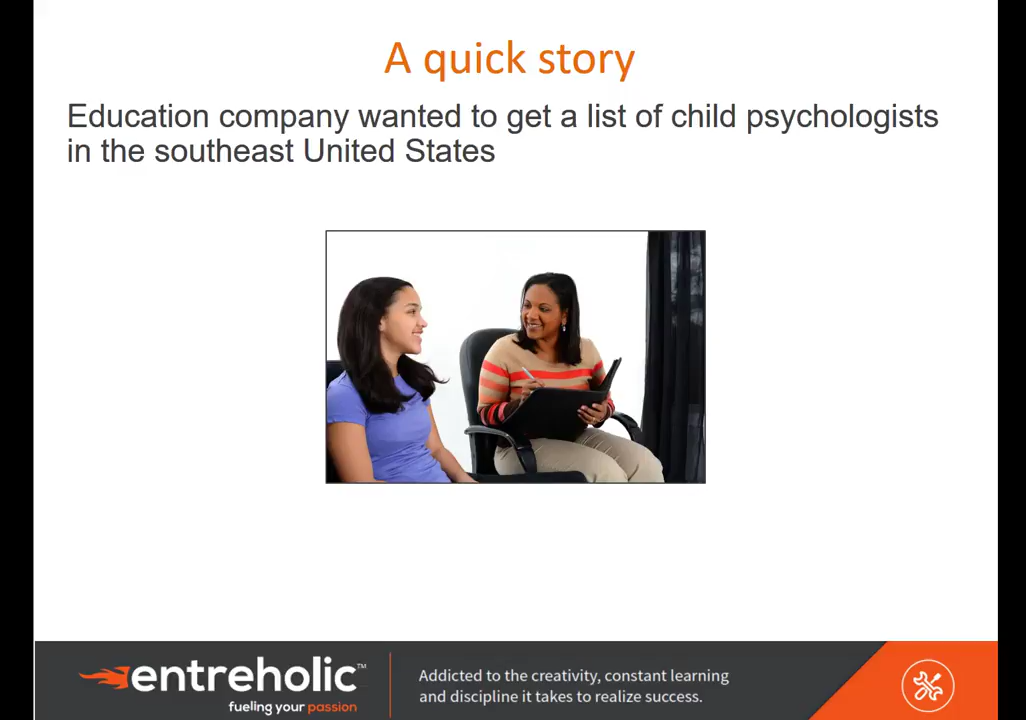 A quick story
Education company wanted to get a list of child psychologists
in the southeast United States
entreholic™
fueling your passion
Addicted to the creativity, constant learning
and discipline it takes to realize success.